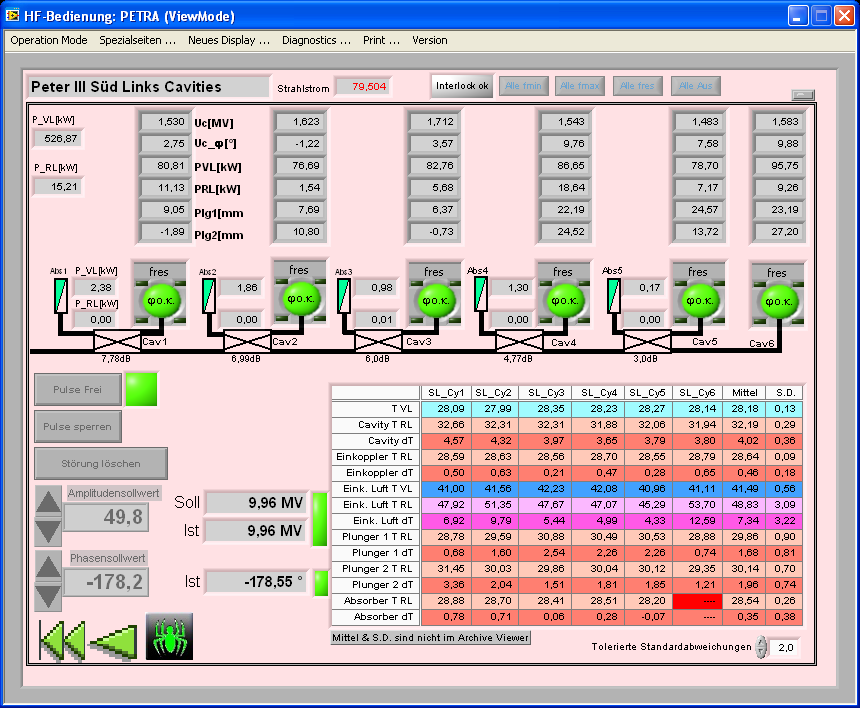 HF-Bedienung: PETRA (ViewMode)
Operation Mode Spezialseiten ... Neues Display ... Diagnostics ... Print ... Version
Peter III Süd Links Cavities Strahlstrom 79,504 Interlock ok Alle fmin Alle fmax Alle fres Alle Aus
P_VL[kW] 526,87
P_RL[kW] 15,21
1,530 Uc[MV] 1,623 1,712 1,543 1,483 1,583
2,75 Uc_φ[°] -1,22 3,57 9,76 7,58 9,88
80,81 PVL[kW] 76,69 82,76 86,65 78,70 95,75
11,13 PRL[kW] 1,54 5,68 18,64 7,17 9,26
9,05 Plg1[mm 7,69 6,37 22,19 24,57 23,19
-1,89 Plg2[mm 10,80 -0,73 24,52 13,72 27,20
Abs1 P_VL[kW] fres Abs2 fres Abs3 fres Abs4 fres Abs5 fres fres
2,38 1,86 0,98 1,30 0,17
P_RL[kW] φο.κ. φο.κ. φο.κ. φο.κ. φο.κ. φο.κ.
0,00 0,00 0,01 0,00 0,00
Cav1 Cav2 Cav3 Cav4 Cav5 Cav6
7,78dB 6,99dB 6,0dB 4,77dB 3,0dB
Pulse Frei
Pulse sperren
Störung löschen
Amplitudensollwert
49,8
Soll 9,96 MV
Ist 9,96 MV
Phasensollwert
-178,2
Ist -178,55 °
SL_Cy1 SL_Cy2 SL_Cy3 SL_Cy4 SL_Cy5 SL_Cy6 Mittel S.D.
T VL 28,09 27,99 28,35 28,23 28,27 28,14 28,18 0,13
Cavity T RL 32,66 32,31 32,31 31,88 32,06 31,94 32,19 0,29
Cavity dT 4,57 4,32 3,97 3,65 3,79 3,80 4,02 0,36
Einkoppler T RL 28,59 28,63 28,56 28,70 28,55 28,79 28,64 0,09
Einkoppler dT 0,50 0,63 0,21 0,47 0,28 0,65 0,46 0,18
Eink. Luft T VL 41,00 41,56 42,23 42,08 40,96 41,11 41,49 0,56
Eink. Luft T RL 47,92 51,35 47,67 47,07 45,29 53,70 48,83 3,09
Eink. Luft dT 6,92 9,79 5,44 4,99 4,33 12,59 7,34 3,22
Plunger 1 T RL 28,78 29,59 30,88 30,49 30,53 28,88 29,86 0,90
Plunger 1 dT 0,68 1,60 2,54 2,26 2,26 0,74 1,68 0,81
Plunger 2 T RL 31,45 30,03 29,86 30,04 30,12 29,35 30,14 0,70
Plunger 2 dT 3,36 2,04 1,51 1,81 1,85 1,21 1,96 0,74
Absorber T RL 28,88 28,70 28,41 28,51 28,20 ---- 28,54 0,26
Absorber dT 0,78 0,71 0,06 0,28 -0,07 ---- 0,35 0,38
Mittel & S.D. sind nicht im Archive Viewer
Tolerierte Standardabweichungen 2,0